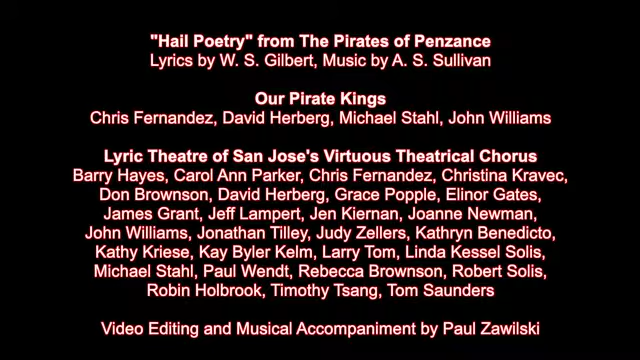 "Hail Poetry" from The Pirates of Penzance
Lyrics by W. S. Gilbert, Music by A. S. Sullivan
Our Pirate Kings
Chris Fernandez, David Herberg, Michael Stahl, John Williams
Lyric Theatre of San Jose's Virtuous Theatrical Chorus
Barry Hayes, Carol Ann Parker, Chris Fernandez, Christina Kravec,
Don Brownson, David Herberg, Grace Popple, Elinor Gates,
James Grant, Jeff Lampert, Jen Kiernan, Joanne Newman,
John Williams, Jonathan Tilley, Judy Zellers, Kathryn Benedicto,
Kathy Kriese, Kay Byler Kelm, Larry Tom, Linda Kessel Solis,
Michael Stahl, Paul Wendt, Rebecca Brownson, Robert Solis,
Robin Holbrook, Timothy Tsang, Tom Saunders
Video Editing and Musical Accompaniment by Paul Zawilski